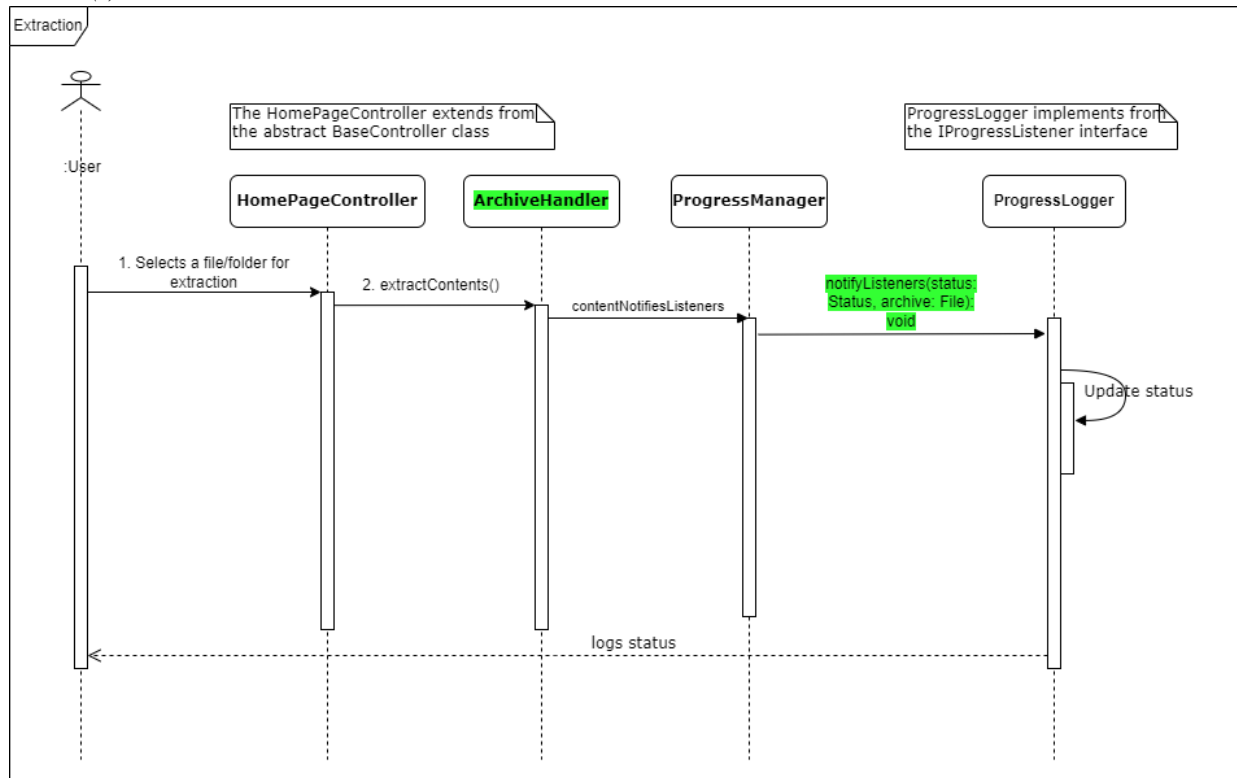 Extraction
The HomePageController extends from
the abstract BaseController class
ProgressLogger implements from
the IProgressListener interface
:User
HomePageController
ArchiveHandler
ProgressManager
ProgressLogger
1. Selects a file/folder for
extraction
2. extractContents()
contentNotifiesListeners
notifyListeners(status:
Status, archive: File):
void
Update status
logs status